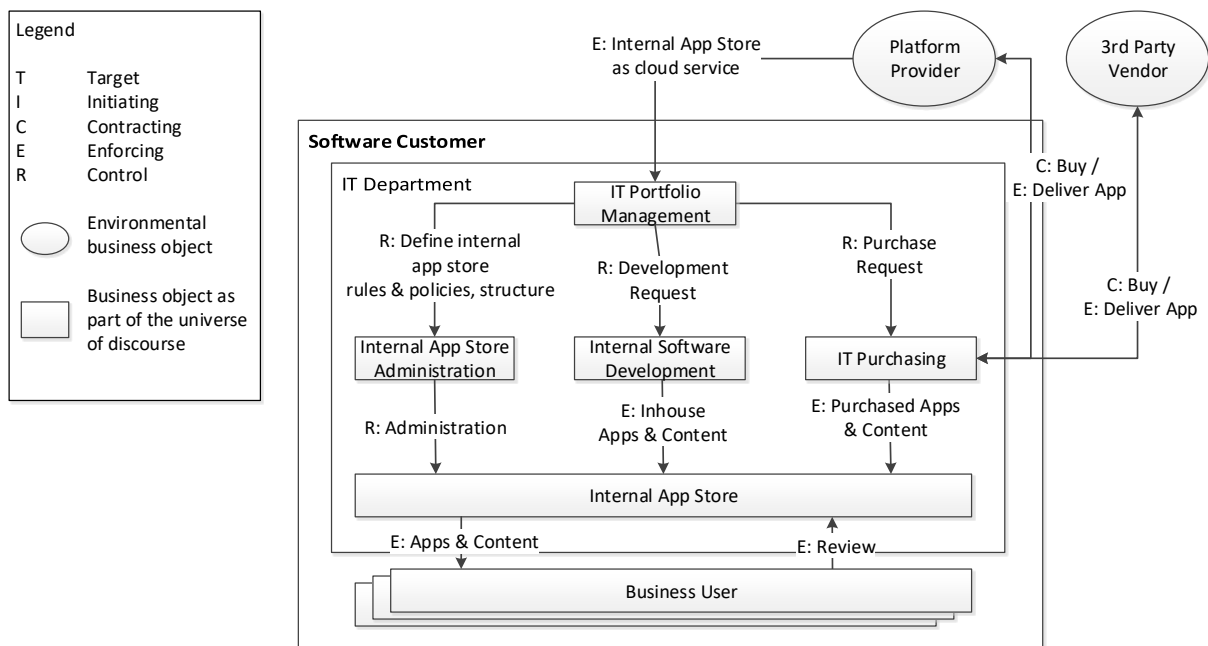 Legend
T Target
I Initiating
C Contracting
E Enforcing
R Control
Environmental
business object
Business object as
part of the universe
of discourse
E: Internal App Store
as cloud service
Platform
Provider
3rd Party
Vendor
Software Customer
C: Buy /
E: Deliver App
IT Department
IT Portfolio
Management
R: Define internal
app store
rules & policies, structure
R: Development
Request
R: Purchase
Request
C: Buy /
E: Deliver App
Internal App Store
Administration
Internal Software
Development
IT Purchasing
R: Administration
E: Inhouse
Apps & Content
E: Purchased Apps
& Content
Internal App Store
E: Apps & Content
E: Review
Business User